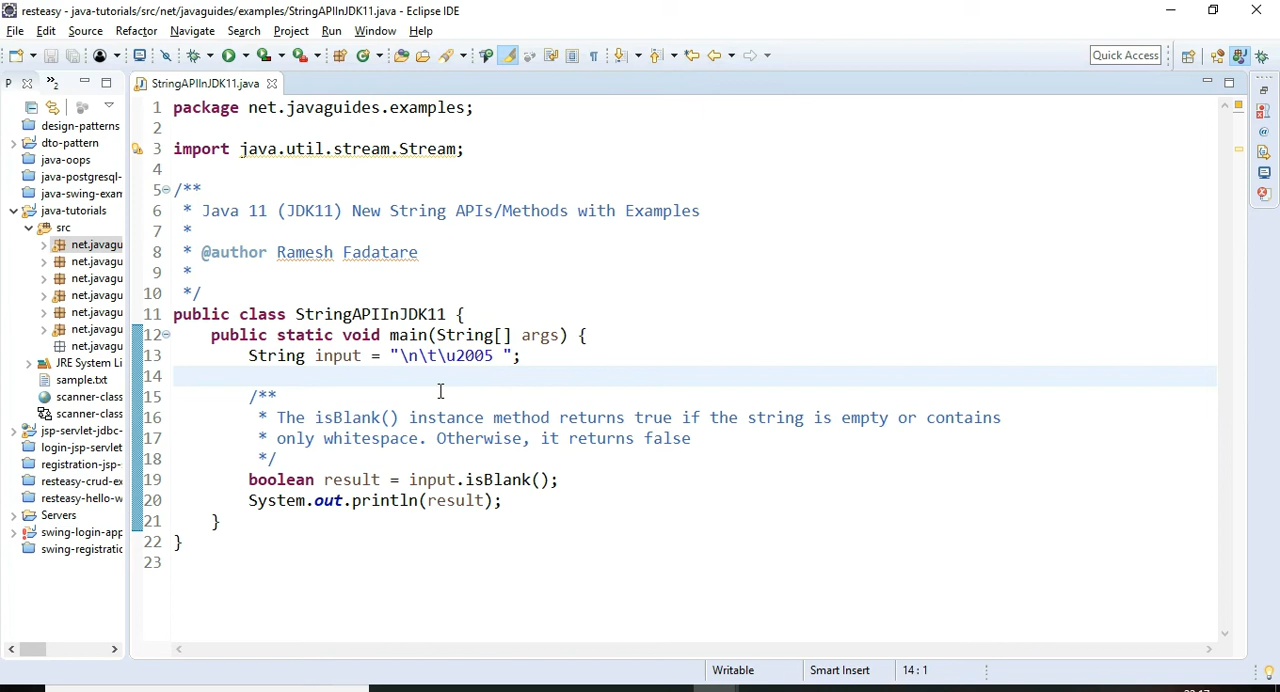 resteasy - java-tutorials/src/net/javaguides/examples/StringAPIInJDK11.java - Eclipse IDE
File Edit Source Refactor Navigate Search Project Run Window Help
Quick Access
P
2
StringAPIInJDK11.java
design-patterns
dto-pattern
java-oops
java-postgresql-
java-swing-exam
java-tutorials
src
net.javagu
net.javagu
net.javagu
net.javagu
net.javagu
net.javagu
net.javagu
JRE System Li
sample.txt
scanner-class
scanner-class
jsp-servlet-jdbc-
login-jsp-servlet
registration-jsp-
resteasy-crud-ex
resteasy-hello-w
Servers
swing-login-app
swing-registratic
1 package net.javaguides.examples;
2
3 import java.util.stream.Stream;
4
5 /**
6 * Java 11 (JDK11) New String APIs/Methods with Examples
7 *
8 * @author Ramesh Fadatare
9 *
10 */
11 public class StringAPIInJDK11 {
12 public static void main(String[] args) {
13 String input = "\n\t\u2005 ";
14
15 /**
16 * The isBlank() instance method returns true if the string is empty or contains
17 * only whitespace. Otherwise, it returns false
18 */
19 boolean result = input.isBlank();
20 System.out.println(result);
21 }
22 }
23
Writable Smart Insert 14 : 1